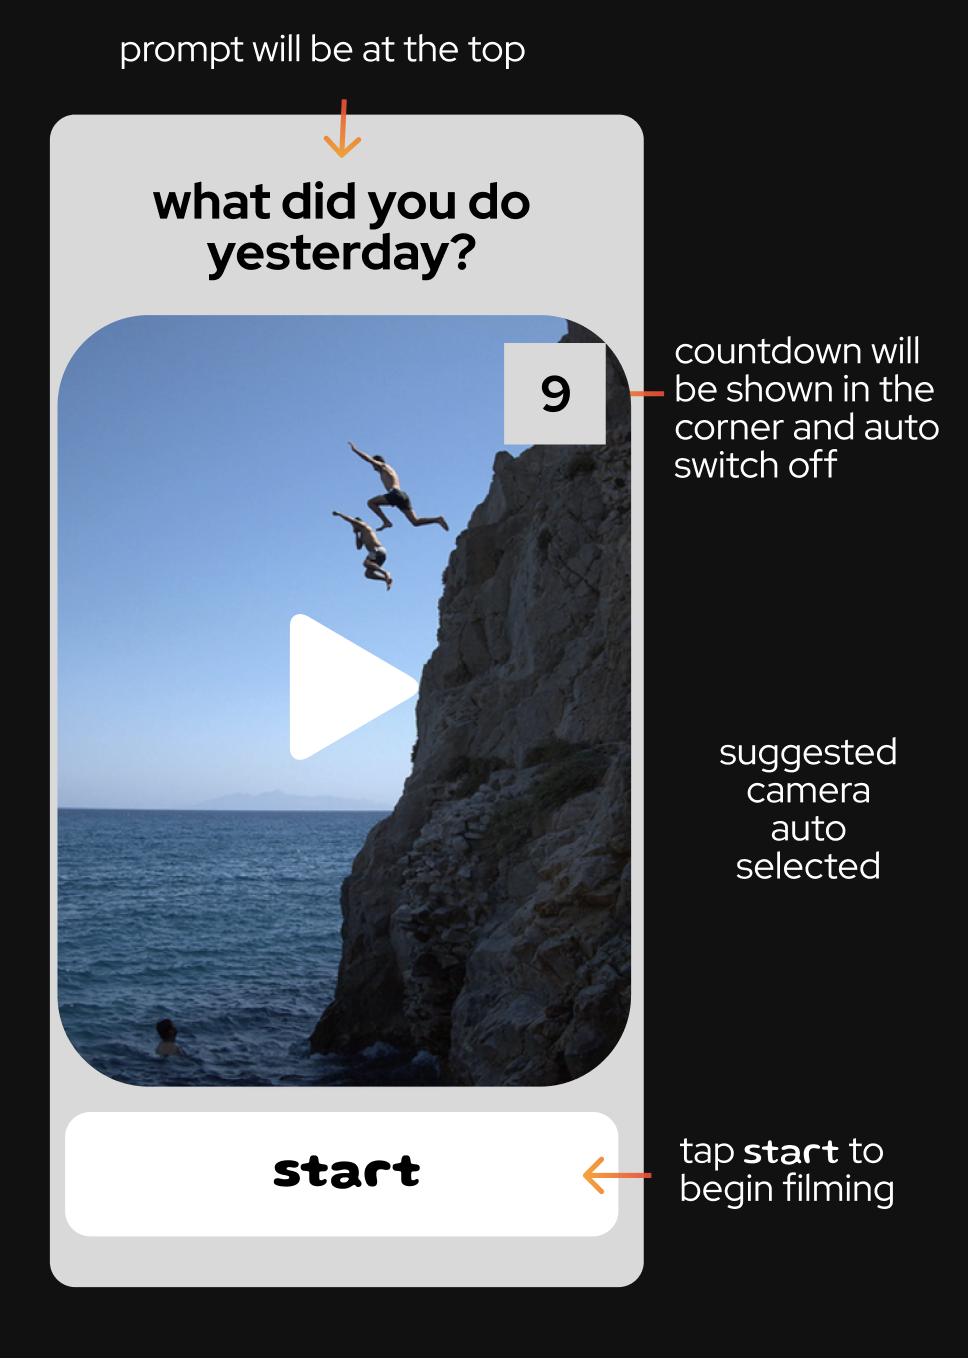 prompt will be at the top
what did you do
yesterday?
9
countdown will
be shown in the
corner and auto
switch off
suggested
camera
auto
selected
start
tap start to
begin filming